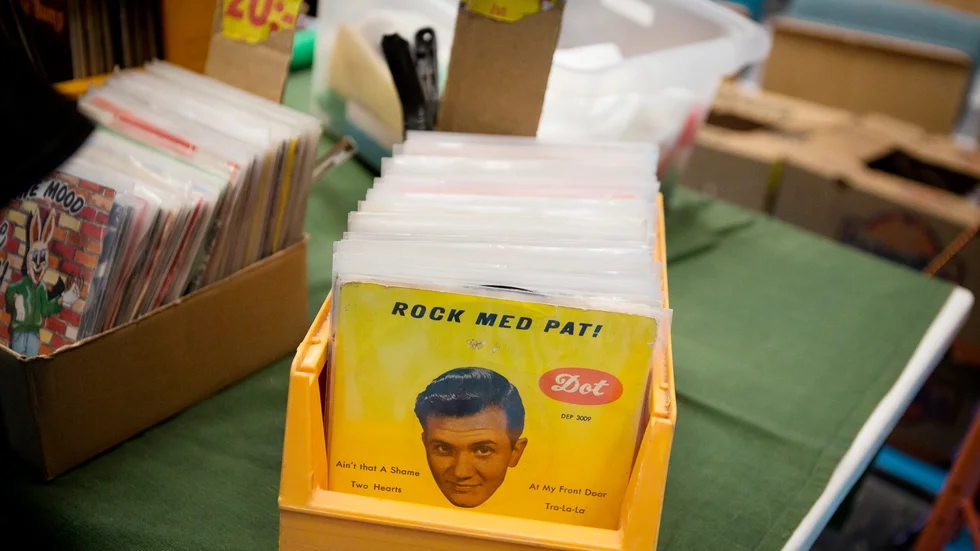 20:-
E MOOD
ROCK MED PAT!
Dot
DEP 3009
Ain't that A Shame
Two Hearts
At My Front Door
Tra-La-La